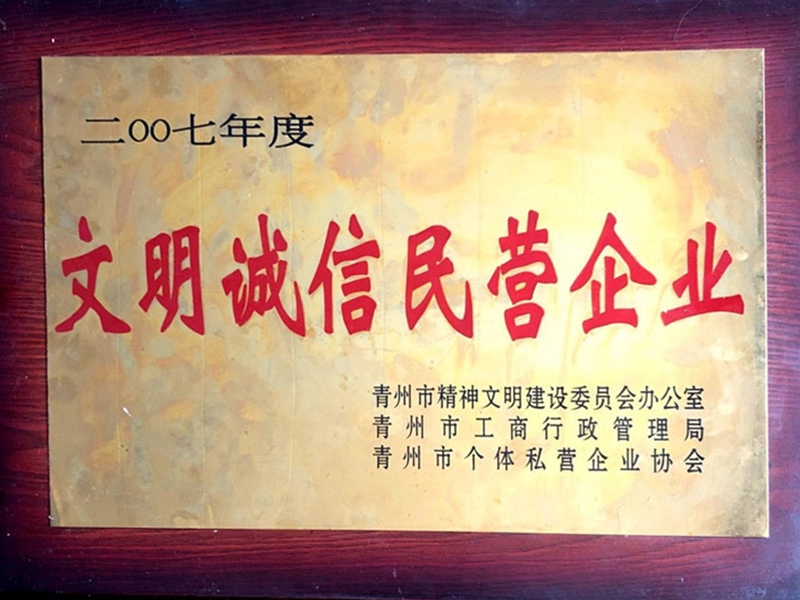 二〇〇七年度
文明诚信民营企业
青州市精神文明建设委员会办公室
青州市工商行政管理局
青州市个体私营企业协会